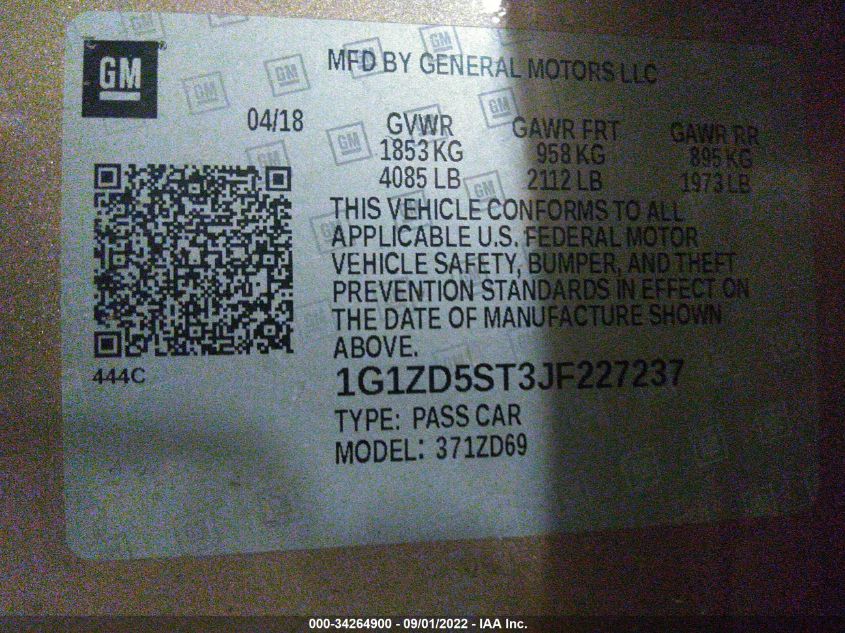 GM ®
MFD BY GENERAL MOTORS LLC
04/18
GVWR GAWR FRT GAWR RR
1853 KG 958 KG 895 KG
4085 LB 2112 LB 1973 LB
THIS VEHICLE CONFORMS TO ALL
APPLICABLE U.S. FEDERAL MOTOR
VEHICLE SAFETY, BUMPER, AND THEFT
PREVENTION STANDARDS IN EFFECT ON
THE DATE OF MANUFACTURE SHOWN
ABOVE.
444C
1G1ZD5ST3JF227237
TYPE: PASS CAR
MODEL: 371ZD69
000-34264900 - 09/01/2022 - IAA Inc.